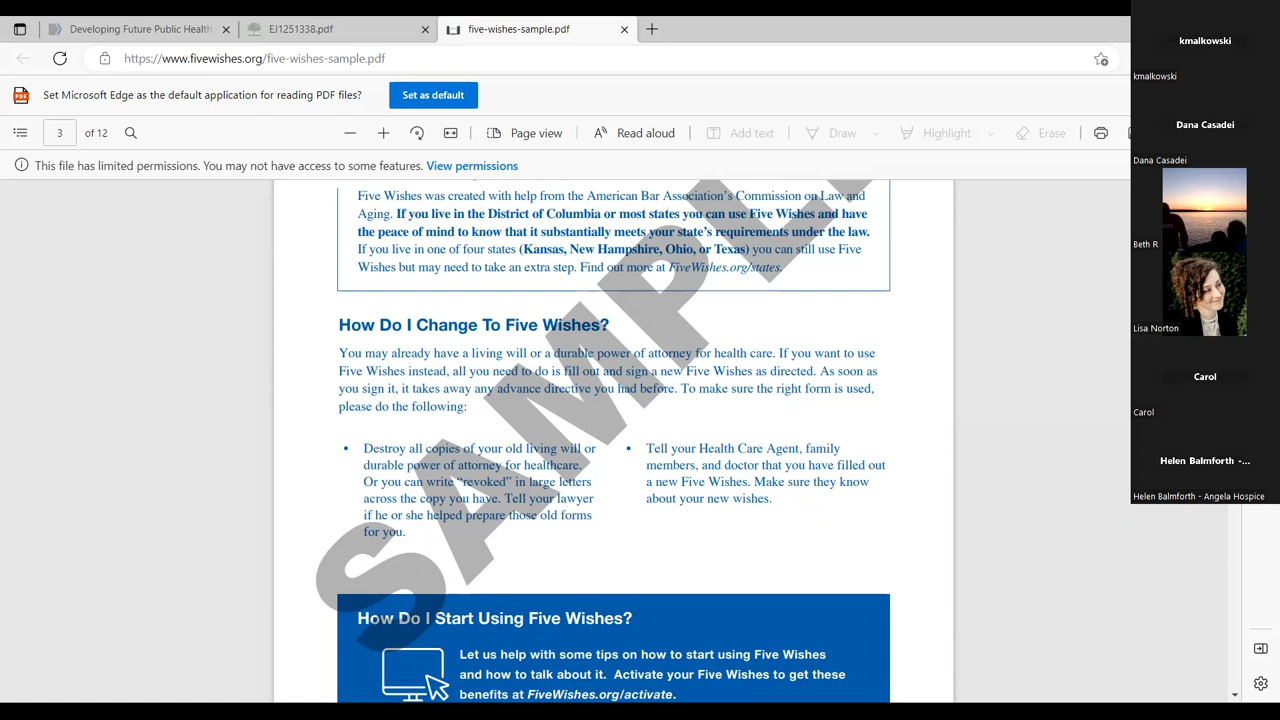 Developing Future Public Health
EJ1251338.pdf
five-wishes-sample.pdf
https://www.fivewishes.org/five-wishes-sample.pdf
Set Microsoft Edge as the default application for reading PDF files?
Set as default
3 of 12
Page view
Read aloud
Add text
Draw
Highlight
Erase
This file has limited permissions. You may not have access to some features. View permissions
Five Wishes was created with help from the American Bar Association's Commission on Law and
Aging. If you live in the District of Columbia or most states you can use Five Wishes and have
the peace of mind to know that it substantially meets your state's requirements under the law.
If you live in one of four states (Kansas, New Hampshire, Ohio, or Texas) you can still use Five
Wishes but may need to take an extra step. Find out more at FiveWishes.org/states.
How Do I Change To Five Wishes?
You may already have a living will or a durable power of attorney for health care. If you want to use
Five Wishes instead, all you need to do is fill out and sign a new Five Wishes as directed. As soon as
you sign it, it takes away any advance directive you had before. To make sure the right form is used,
please do the following:
• Destroy all copies of your old living will or
durable power of attorney for healthcare.
Or you can write “revoked” in large letters
across the copy you have. Tell your lawyer
if he or she helped prepare those old forms
for you.
• Tell your Health Care Agent, family
members, and doctor that you have filled out
a new Five Wishes. Make sure they know
about your new wishes.
How Do I Start Using Five Wishes?
Let us help with some tips on how to start using Five Wishes
and how to talk about it. Activate your Five Wishes to get these
benefits at FiveWishes.org/activate.
SAMPLE
kmalkowski
kmalkowski
Dana Casadei
Dana Casadei
Beth R
Lisa Norton
Carol
Carol
Helen Balmforth -...
Helen Balmforth - Angela Hospice